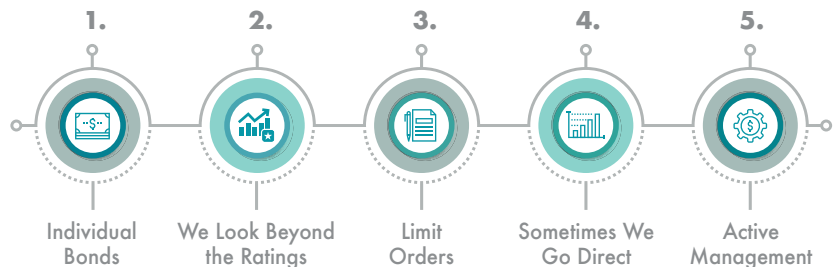 1.
2.
3.
4.
5.
$
$
Individual
Bonds
We Look Beyond
the Ratings
Limit
Orders
Sometimes We
Go Direct
Active
Management